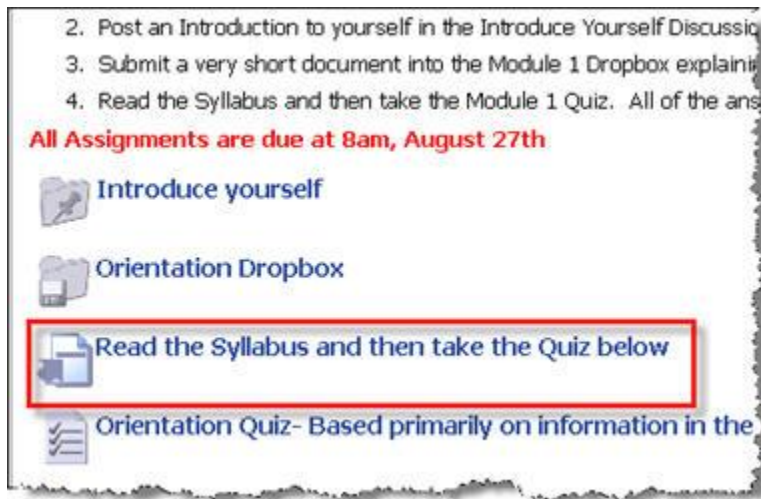 2. Post an Introduction to yourself in the Introduce Yourself
3. Submit a very short document into the Module 1 Dropbox
4. Read the Syllabus and then take the Module 1 Quiz. All of the
All Assignments are due at 8am, August 27th
Introduce yourself
Orientation Dropbox
Read the Syllabus and then take the Quiz below
Orientation Quiz- Based primarily on information in the